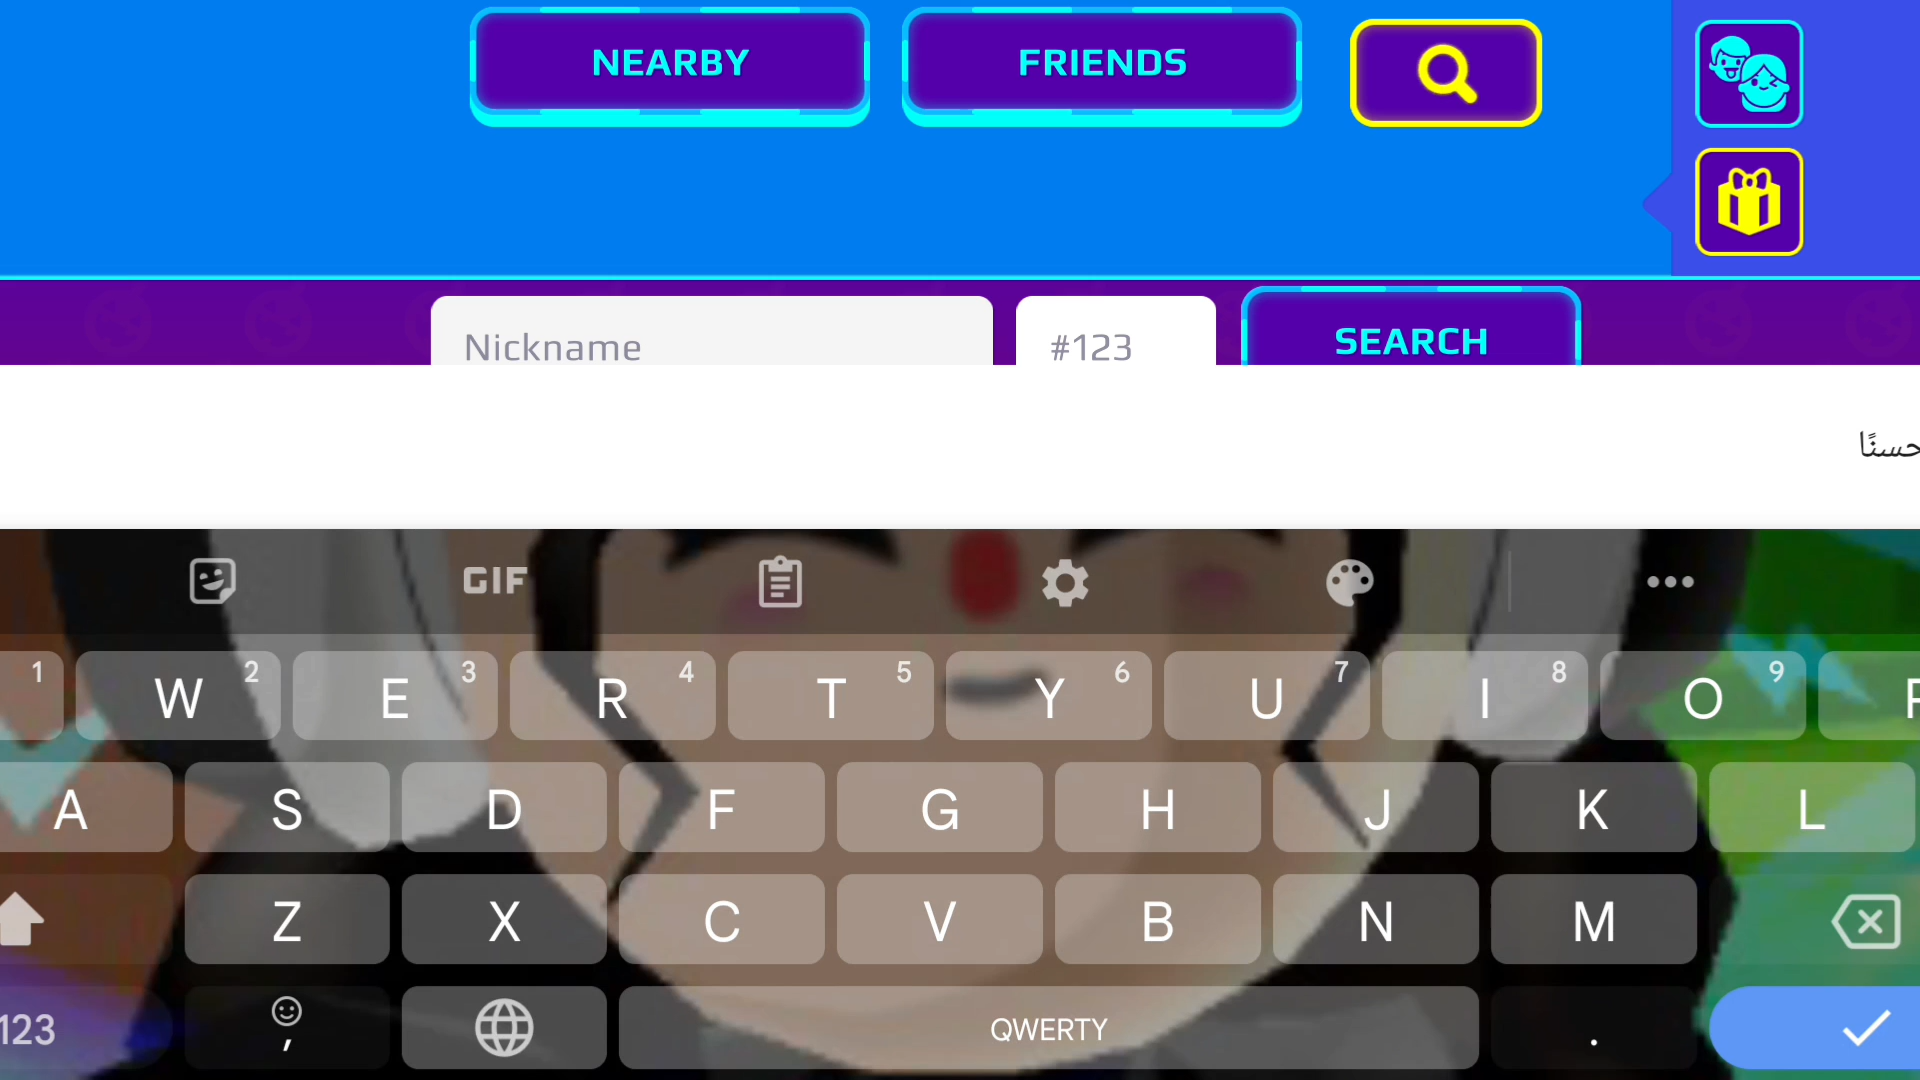 NEARBY FRIENDS
Nickname #123 SEARCH
حسنًا
GIF
1 W 2 E 3 R 4 T 5 Y 6 U 7 I 8 O 9 P
A S D F G H J K L
Z X C V B N M
123 , QWERTY .